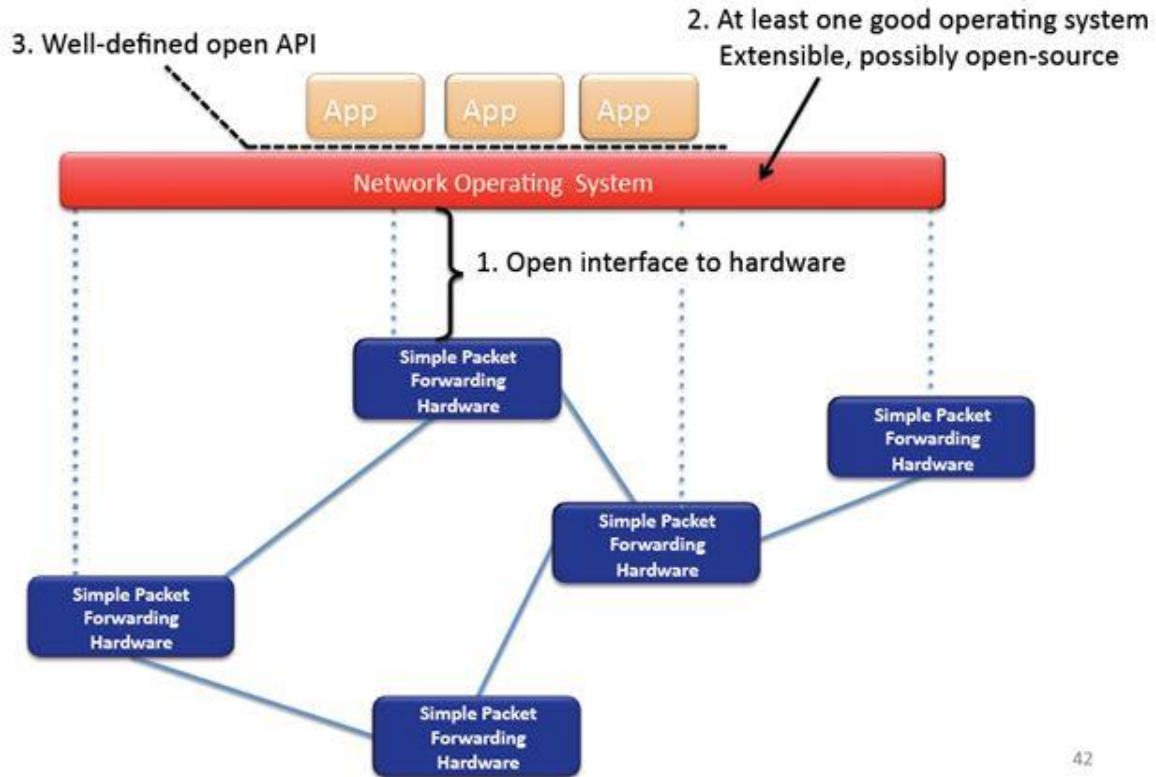 2. At least one good operating system
Extensible, possibly open-source
3. Well-defined open API
App
App
App
Network Operating System
1. Open interface to hardware
Simple Packet
Forwarding
Hardware
Simple Packet
Forwarding
Hardware
Simple Packet
Forwarding
Hardware
Simple Packet
Forwarding
Hardware
Simple Packet
Forwarding
Hardware
42